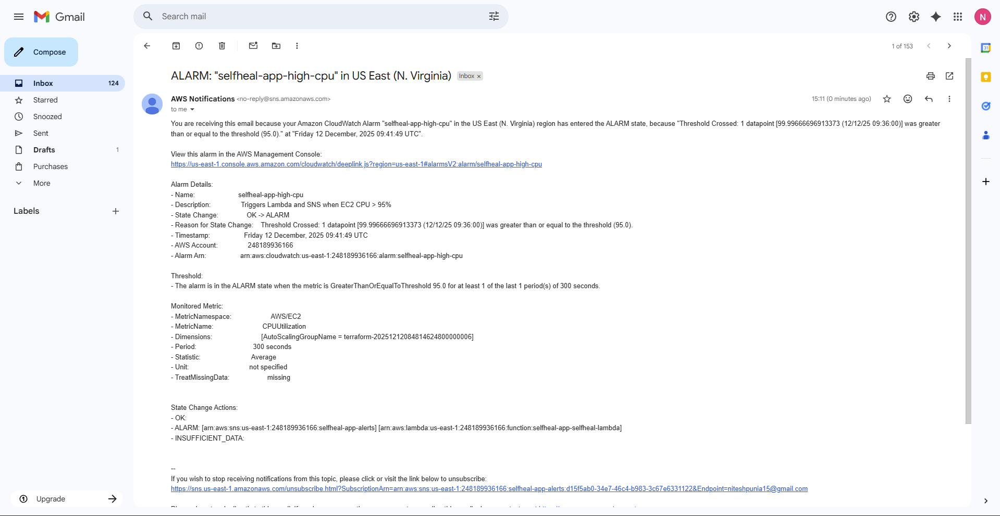 Gmail
Search mail
N
Compose
1 of 153
31
Inbox 124
Starred
Snoozed
Sent
Drafts 1
Purchases
More
Labels
Upgrade
ALARM: "selfheal-app-high-cpu" in US East (N. Virginia) Inbox ×
AWS Notifications <no-reply@sns.amazonaws.com> 15:11 (0 minutes ago)
to me
You are receiving this email because your Amazon CloudWatch Alarm "selfheal-app-high-cpu" in the US East (N. Virginia) region has entered the ALARM state, because "Threshold Crossed: 1 datapoint [99.99666696913373 (12/12/25 09:36:00)] was greater
than or equal to the threshold (95.0)." at "Friday 12 December, 2025 09:41:49 UTC".
View this alarm in the AWS Management Console:
https://us-east-1.console.aws.amazon.com/cloudwatch/deeplink.js?region=us-east-1#alarmsV2:alarm/selfheal-app-high-cpu
Alarm Details:
- Name: selfheal-app-high-cpu
- Description: Triggers Lambda and SNS when EC2 CPU > 95%
- State Change: OK -> ALARM
- Reason for State Change: Threshold Crossed: 1 datapoint [99.99666696913373 (12/12/25 09:36:00)] was greater than or equal to the threshold (95.0).
- Timestamp: Friday 12 December, 2025 09:41:49 UTC
- AWS Account: 248189936166
- Alarm Arn: arn:aws:cloudwatch:us-east-1:248189936166:alarm:selfheal-app-high-cpu
Threshold:
- The alarm is in the ALARM state when the metric is GreaterThanOrEqualToThreshold 95.0 for at least 1 of the last 1 period(s) of 300 seconds.
Monitored Metric:
- MetricNamespace: AWS/EC2
- MetricName: CPUUtilization
- Dimensions: [AutoScalingGroupName = terraform-20251212084814624800000006]
- Period: 300 seconds
- Statistic: Average
- Unit: not specified
- TreatMissingData: missing
State Change Actions:
- OK:
- ALARM: [arn:aws:sns:us-east-1:248189936166:selfheal-app-alerts] [arn:aws:lambda:us-east-1:248189936166:function:selfheal-app-selfheal-lambda]
- INSUFFICIENT_DATA:
--
If you wish to stop receiving notifications from this topic, please click or visit the link below to unsubscribe:
https://sns.us-east-1.amazonaws.com/unsubscribe.html?SubscriptionArn=arn:aws:sns:us-east-1:248189936166:selfheal-app-alerts:d15f5ab0-34e7-46c4-b983-3c67e6331122&Endpoint=niteshpunia15@gmail.com